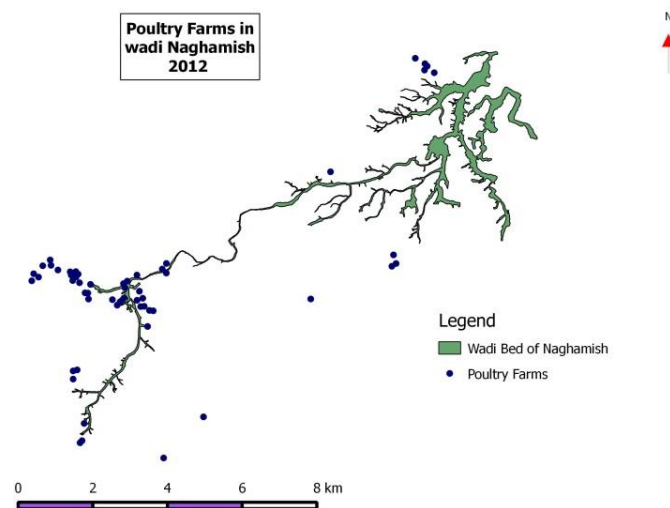 Poultry Farms in
wadi Naghamish
2012
N
Legend
Wadi Bed of Naghamish
Poultry Farms
0 2 4 6 8 km